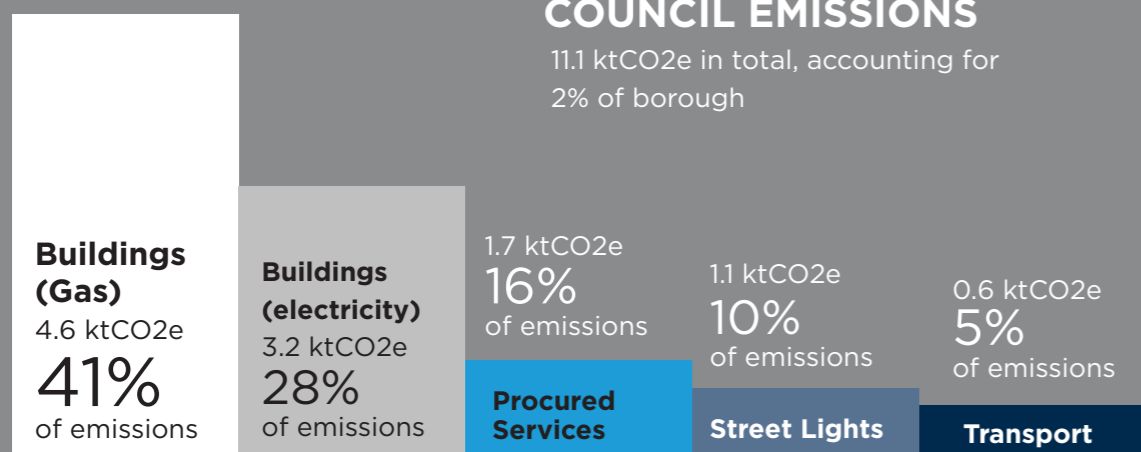 COUNCIL EMISSIONS
11.1 ktCO2e in total, accounting for
2% of borough
Buildings
(Gas)
4.6 ktCO2e
41%
of emissions
Buildings
(electricity)
3.2 ktCO2e
28%
of emissions
1.7 ktCO2e
16%
of emissions
Procured
Services
1.1 ktCO2e
10%
of emissions
Street Lights
0.6 ktCO2e
5%
of emissions
Transport